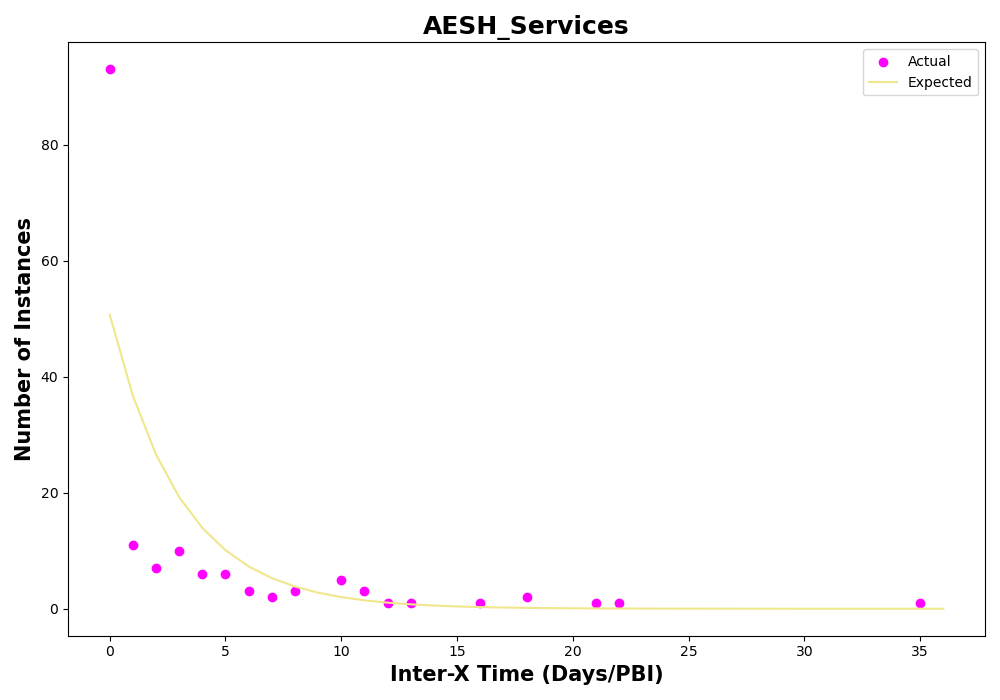 AESH_Services
Actual
Expected
80
60
40
20
0
Number of Instances
0 5 10 15 20 25 30 35
Inter-X Time (Days/PBI)